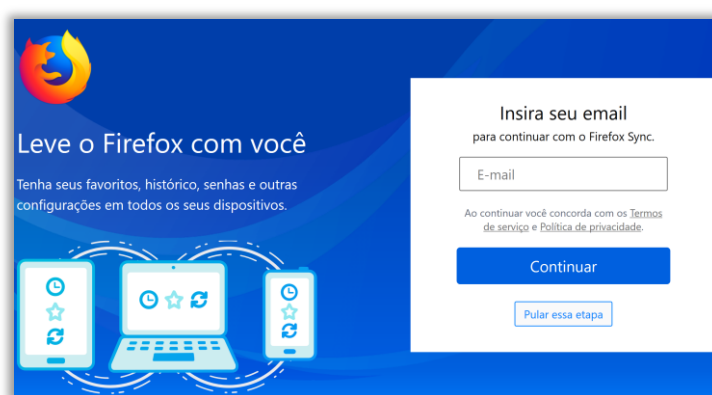 Leve o Firefox com você
Tenha seus favoritos, histórico, senhas e outras
configurações em todos os seus dispositivos.
Insira seu email
para continuar com o Firefox Sync.
E-mail
Ao continuar você concorda com os Termos
de serviço e Política de privacidade.
Continuar
Pular essa etapa